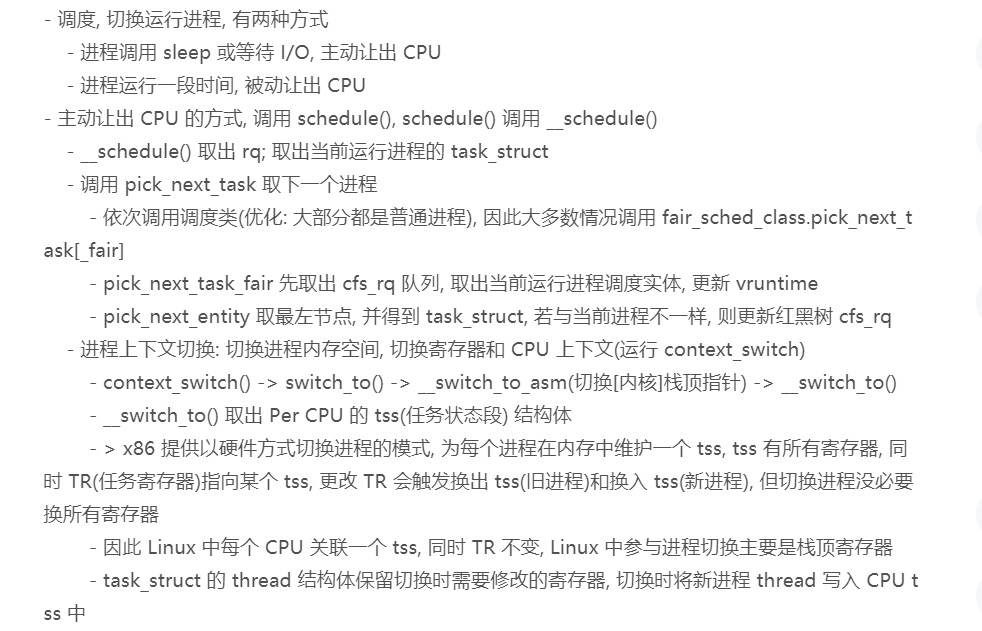 - 调度, 切换运行进程, 有两种方式
- 进程调用 sleep 或等待 I/O, 主动让出 CPU
- 进程运行一段时间, 被动让出 CPU
- 主动让出 CPU 的方式, 调用 schedule(), schedule() 调用 __schedule()
- __schedule() 取出 rq; 取出当前运行进程的 task_struct
- 调用 pick_next_task 取下一个进程
- 依次调用调度类(优化: 大部分都是普通进程), 因此大多数情况调用 fair_sched_class.pick_next_t
ask[_fair]
- pick_next_task_fair 先取出 cfs_rq 队列, 取出当前运行进程调度实体, 更新 vruntime
- pick_next_entity 取最左节点, 并得到 task_struct, 若与当前进程不一样, 则更新红黑树 cfs_rq
- 进程上下文切换: 切换进程内存空间, 切换寄存器和 CPU 上下文(运行 context_switch)
- context_switch() -> switch_to() -> __switch_to_asm(切换[内核]栈顶指针) -> __switch_to()
- __switch_to() 取出 Per CPU 的 tss(任务状态段) 结构体
- > x86 提供以硬件方式切换进程的模式, 为每个进程在内存中维护一个 tss, tss 有所有寄存器, 同
时 TR(任务寄存器)指向某个 tss, 更改 TR 会触发换出 tss(旧进程)和换入 tss(新进程), 但切换进程没必要
换所有寄存器
- 因此 Linux 中每个 CPU 关联一个 tss, 同时 TR 不变, Linux 中参与进程切换主要是栈顶寄存器
- task_struct 的 thread 结构体保留切换时需要修改的寄存器, 切换时将新进程 thread 写入 CPU t
ss 中